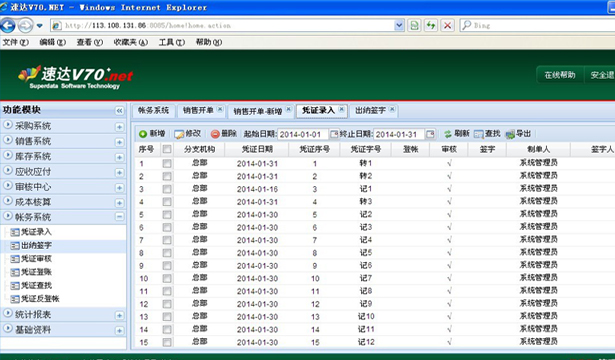 速达V70.NET - Windows Internet Explorer
http://113.108.131.86:8085/home!home.action
Bing
文件(F) 编辑(E) 查看(V) 收藏夹(A) 工具(T) 帮助(H)
速达V70+.net
Superdata Software Technology
在线帮助 安全退
功能模块
帐务系统 销售开单 销售开单-新增 凭证录入 出纳签字
采购系统
销售系统
库存系统
应收应付
审核中心
成本核算
帐务系统
凭证录入
出纳签字
凭证审核
凭证登账
凭证查找
凭证反登帐
统计报表
基础资料
新增 修改 删除 起始日期: 2014-01-01 终止日期: 2014-01-31 刷新 查找 导出
序号 分支机构 凭证日期 凭证序号 凭证字号 登账 审核 签字 制单人 签字人
1 总部 2014-01-31 1 转1 √ 系统管理员
2 总部 2014-01-31 2 转2 √ 系统管理员
3 总部 2014-01-16 3 记1 √ 系统管理员
4 总部 2014-01-31 4 转3 √ 系统管理员
5 总部 2014-01-30 5 记2 √ 系统管理员
6 总部 2014-01-30 6 记3 √ 系统管理员
7 总部 2014-01-30 7 记4 √ 系统管理员
8 总部 2014-01-30 8 记5 √ 系统管理员
9 总部 2014-01-30 9 记6 √ 系统管理员
10 总部 2014-01-30 10 记7 √ 系统管理员
11 总部 2014-01-30 11 记8 √ 系统管理员
12 总部 2014-01-30 12 记9 √ 系统管理员
13 总部 2014-01-30 13 记10 √ 系统管理员
14 总部 2014-01-30 14 记11 √ 系统管理员
15 总部 2014-01-30 15 记12 √ 系统管理员